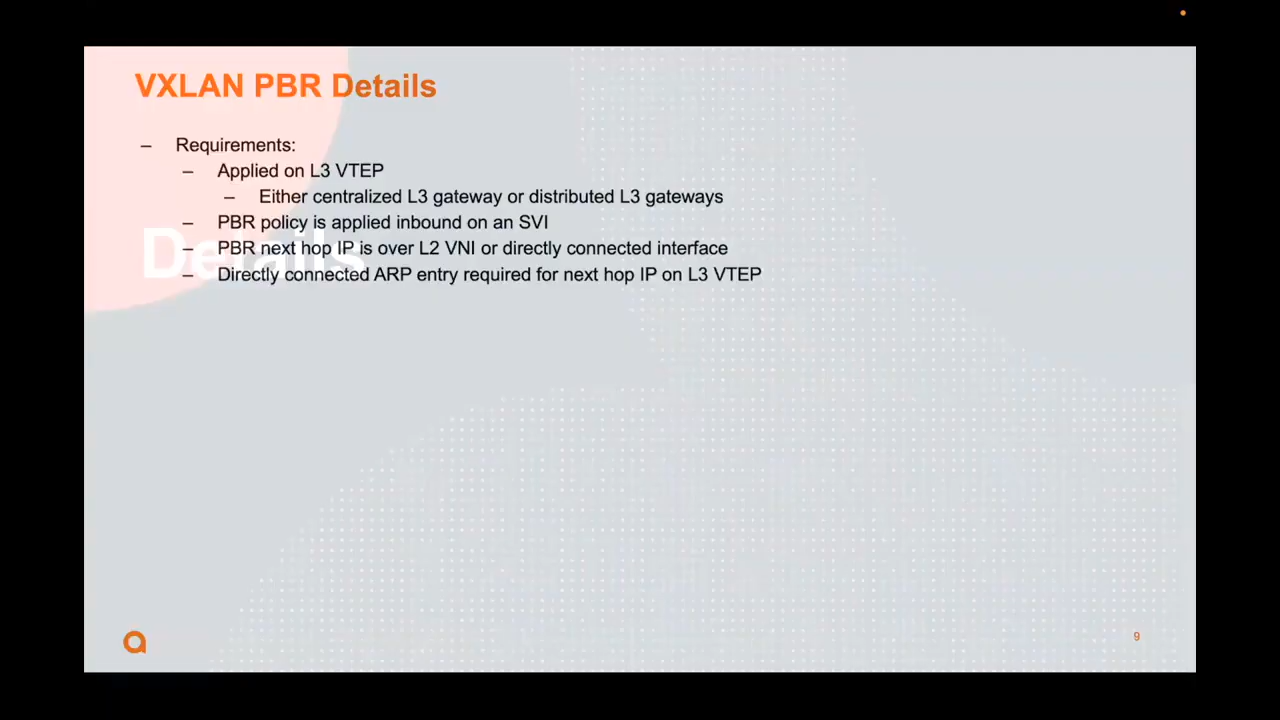 VXLAN PBR Details
– Requirements:
– Applied on L3 VTEP
– Either centralized L3 gateway or distributed L3 gateways
– PBR policy is applied inbound on an SVI
– PBR next hop IP is over L2 VNI or directly connected interface
– Directly connected ARP entry required for next hop IP on L3 VTEP
Details
9